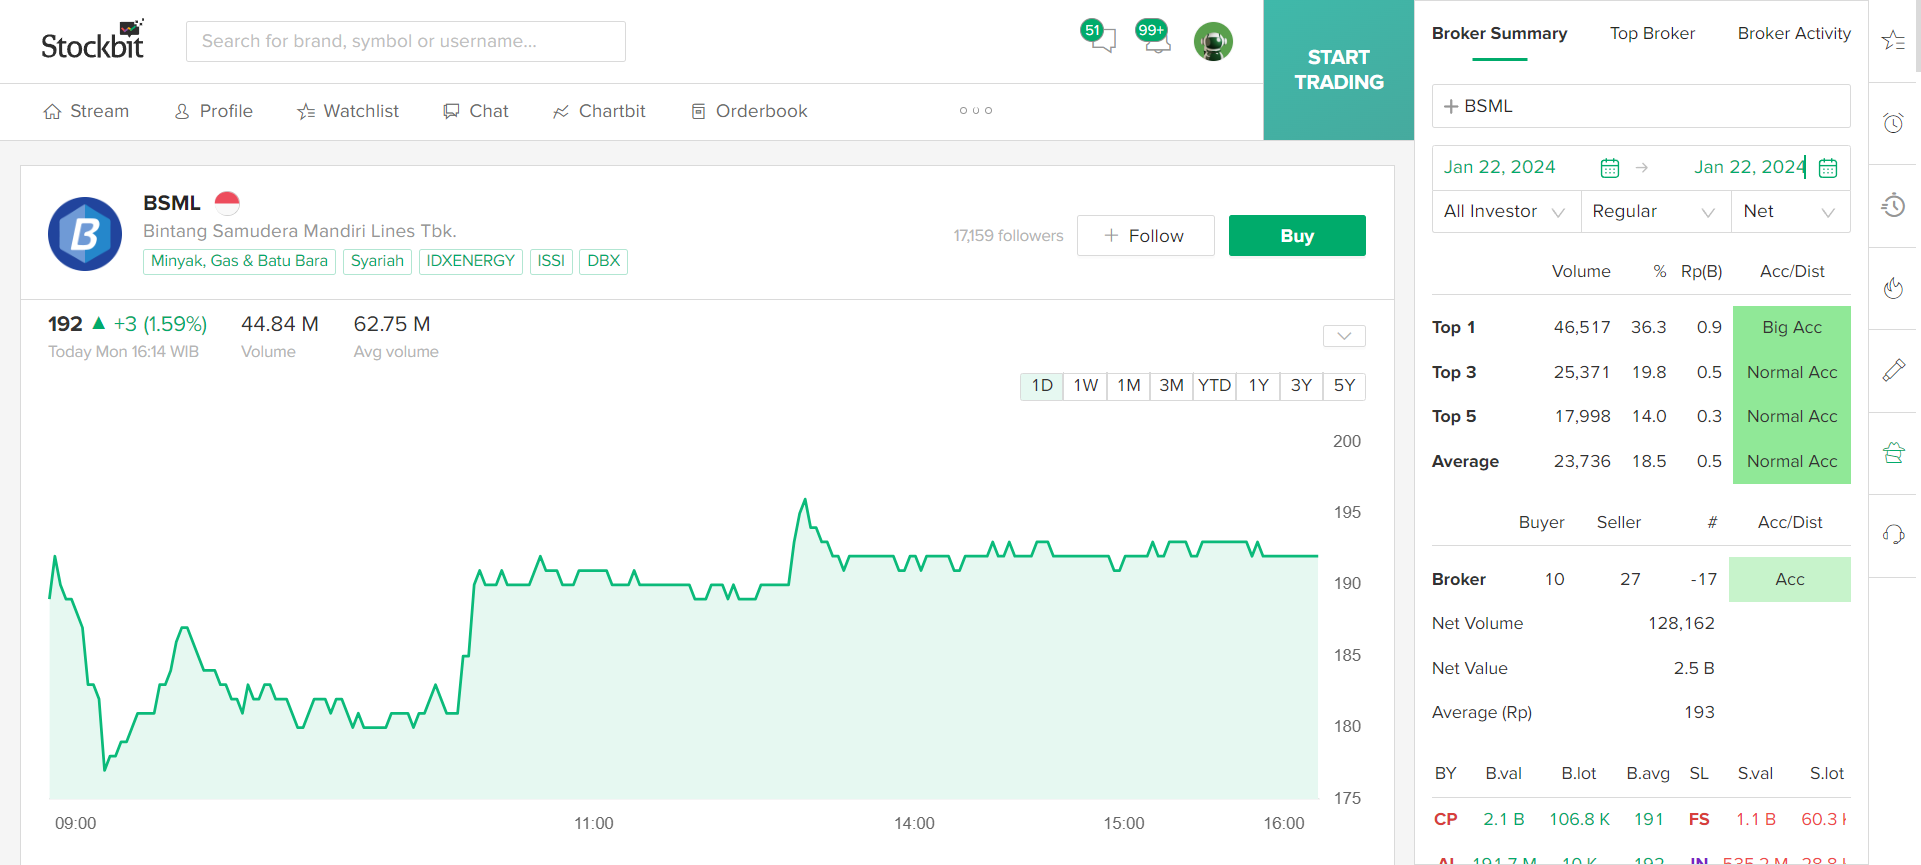 Stockbit
Search for brand, symbol or username...
51
99+
START
TRADING
Stream
Profile
Watchlist
Chat
Chartbit
Orderbook
B
BSML
Bintang Samudera Mandiri Lines Tbk.
Minyak, Gas & Batu Bara Syariah IDXENERGY ISSI DBX
17,159 followers
+ Follow
Buy
192 ▲ +3 (1.59%) 44.84 M 62.75 M
Today Mon 16:14 WIB Volume Avg volume
1D 1W 1M 3M YTD 1Y 3Y 5Y
200
195
190
185
180
175
09:00 11:00 14:00 15:00 16:00
Broker Summary Top Broker Broker Activity
+ BSML
Jan 22, 2024 → Jan 22, 2024
All Investor Regular Net
Volume % Rp(B) Acc/Dist
Top 1 46,517 36.3 0.9 Big Acc
Top 3 25,371 19.8 0.5 Normal Acc
Top 5 17,998 14.0 0.3 Normal Acc
Average 23,736 18.5 0.5 Normal Acc
Buyer Seller # Acc/Dist
Broker 10 27 -17 Acc
Net Volume 128,162
Net Value 2.5 B
Average (Rp) 193
BY B.val B.lot B.avg SL S.val S.lot
CP 2.1 B 106.8 K 191 FS 1.1 B 60.3